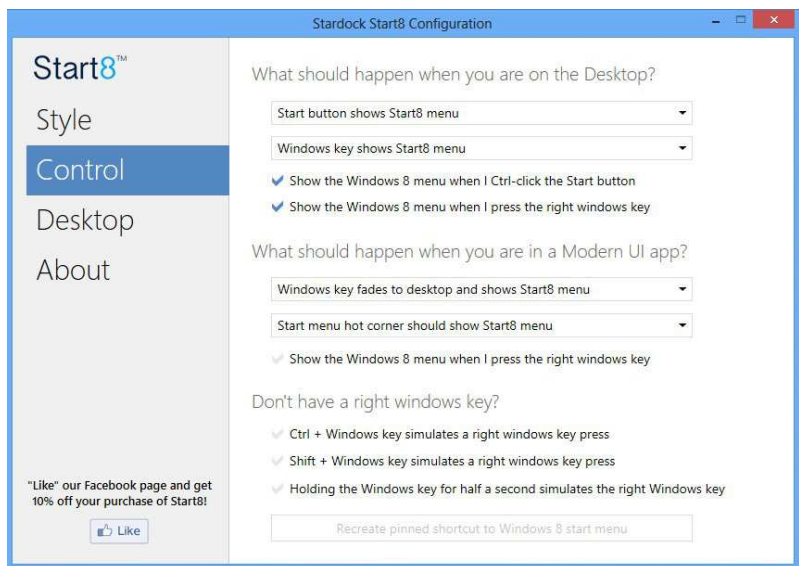 Stardock Start8 Configuration
Start8™
Style
Control
Desktop
About
"Like" our Facebook page and get
10% off your purchase of Start8!
Like
What should happen when you are on the Desktop?
Start button shows Start8 menu
Windows key shows Start8 menu
Show the Windows 8 menu when I Ctrl-click the Start button
Show the Windows 8 menu when I press the right windows key
What should happen when you are in a Modern UI app?
Windows key fades to desktop and shows Start8 menu
Start menu hot corner should show Start8 menu
Show the Windows 8 menu when I press the right windows key
Don't have a right windows key?
Ctrl + Windows key simulates a right windows key press
Shift + Windows key simulates a right windows key press
Holding the Windows key for half a second simulates the right Windows key
Recreate pinned shortcut to Windows 8 start menu